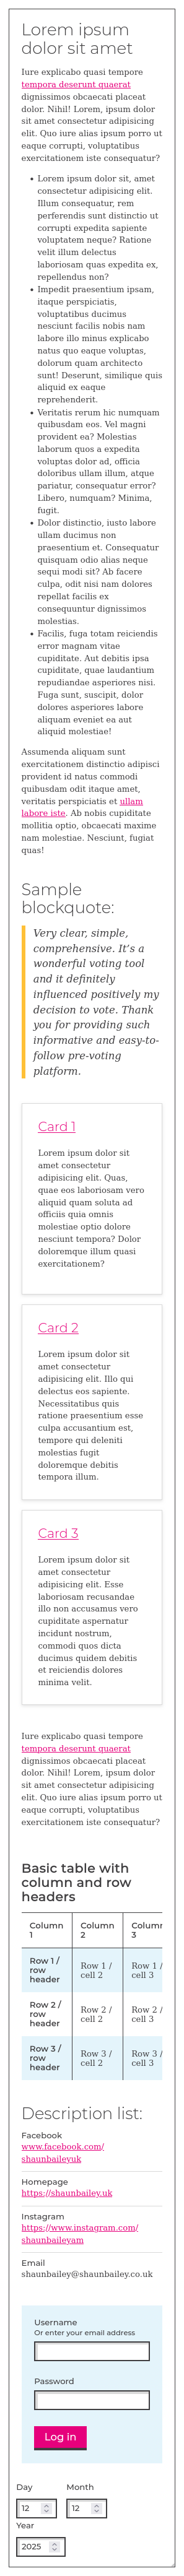 Lorem ipsum
dolor sit amet
Iure explicabo quasi tempore
tempora deserunt quaerat
dignissimos obcaecati placeat
dolor. Nihil! Lorem, ipsum dolor
sit amet consectetur adipisicing
elit. Quo iure alias ipsum porro ut
eaque corrupti, voluptatibus
exercitationem iste consequatur?
• Lorem ipsum dolor sit, amet
consectetur adipisicing elit.
Illum consequatur, rem
perferendis sunt distinctio ut
corrupti expedita sapiente
voluptatem neque? Ratione
velit illum delectus
laboriosam quas expedita ex,
repellendus non?
• Impedit praesentium ipsam,
itaque perspiciatis,
voluptatibus ducimus
nesciunt facilis nobis nam
labore illo minus explicabo
natus quo eaque voluptas,
dolorum quam architecto
sunt! Deserunt, similique quis
aliquid ex eaque
reprehenderit.
• Veritatis rerum hic numquam
quibusdam eos. Vel magni
provident ea? Molestias
laborum quos a expedita
voluptas dolor ad, officia
doloribus ullam illum, atque
pariatur, consequatur error?
Libero, numquam? Minima,
fugit.
• Dolor distinctio, iusto labore
ullam ducimus non
praesentium et. Consequatur
quisquam odio alias neque
sequi modi sit? Ab facere
culpa, odit nisi nam dolores
repellat facilis ex
consequuntur dignissimos
molestias.
• Facilis, fuga totam reiciendis
error magnam vitae
cupiditate. Aut debitis ipsa
cupiditate, quae laudantium
repudiandae asperiores nisi.
Fuga sunt, suscipit, dolor
dolores asperiores labore
aliquam eveniet ea aut
aliquid molestiae!
Assumenda aliquam sunt
exercitationem distinctio adipisci
provident id natus commodi
quibusdam odit itaque amet,
veritatis perspiciatis et ullam
labore iste. Ab nobis cupiditate
mollitia optio, obcaecati maxime
nam molestiae. Nesciunt, fugiat
quas!
Sample
blockquote:
Very clear, simple,
comprehensive. It’s a
wonderful voting tool
and it definitely
influenced positively my
decision to vote. Thank
you for providing such
informative and easy-to-
follow pre-voting
platform.
Card 1
Lorem ipsum dolor sit
amet consectetur
adipisicing elit. Quas,
quae eos laboriosam vero
aliquid quam soluta ad
officiis quia omnis
molestiae optio dolore
nesciunt tempora? Dolor
doloremque illum quasi
exercitationem?
Card 2
Lorem ipsum dolor sit
amet consectetur
adipisicing elit. Illo qui
delectus eos sapiente.
Necessitatibus quis
ratione praesentium esse
culpa accusantium est,
tempore qui deleniti
molestias fugit
doloremque debitis
tempora illum.
Card 3
Lorem ipsum dolor sit
amet consectetur
adipisicing elit. Esse
laboriosam recusandae
illo non accusamus vero
cupiditate aspernatur
incidunt nostrum,
commodi quos dicta
ducimus quidem debitis
et reiciendis dolores
minima velit.
Iure explicabo quasi tempore
tempora deserunt quaerat
dignissimos obcaecati placeat
dolor. Nihil! Lorem, ipsum dolor
sit amet consectetur adipisicing
elit. Quo iure alias ipsum porro ut
eaque corrupti, voluptatibus
exercitationem iste consequatur?
Basic table with
column and row
headers
Column 1 Column 2 Column 3
Row 1 / row header Row 1 / cell 2 Row 1 / cell 3
Row 2 / row header Row 2 / cell 2 Row 2 / cell 3
Row 3 / row header Row 3 / cell 2 Row 3 / cell 3
Description list:
Facebook
www.facebook.com/
shaunbaileyuk
Homepage
https://shaunbailey.uk
Instagram
https://www.instagram.com/
shaunbaileyam
Email
shaunbailey@shaunbailey.co.uk
Username
Or enter your email address
Password
Log in
Day Month
12 12
Year
2025